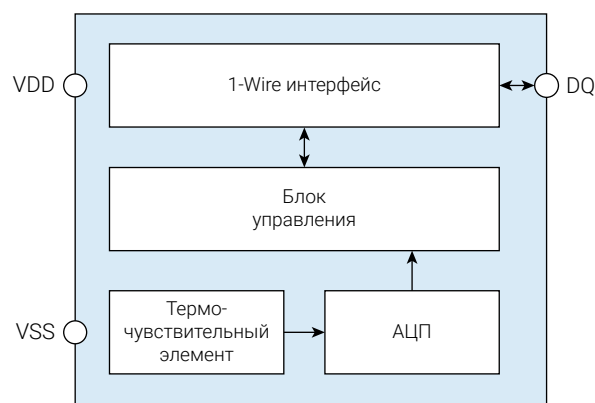 1-Wire интерфейс
VDD
DQ
Блок
управления
Термо-
чувствительный
элемент
АЦП
VSS